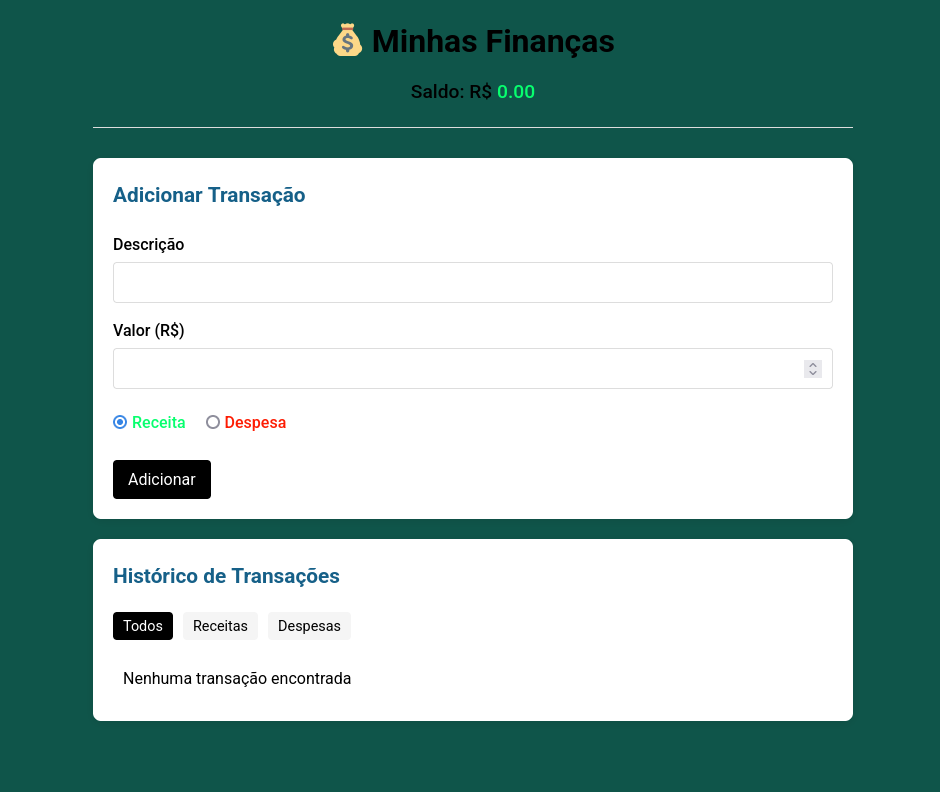 Minhas Finanças
Saldo: R$ 0.00
Adicionar Transação
Descrição
Valor (R$)
Receita Despesa
Adicionar
Histórico de Transações
Todos Receitas Despesas
Nenhuma transação encontrada